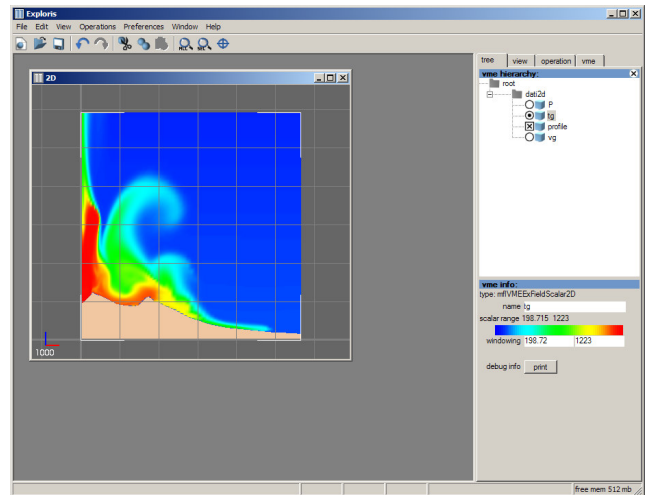 Exploris
File Edit View Operations Preferences Window Help
ALL SEL
2D
1000
tree view operation vme
vme hierarchy:
root
dati2d
P
tg
profile
vg
vme info:
type: mflVMEExFieldScalar2D
name tg
scalar range 198.715 1223
windowing 198.72 1223
debug info print
free mem 512 mb